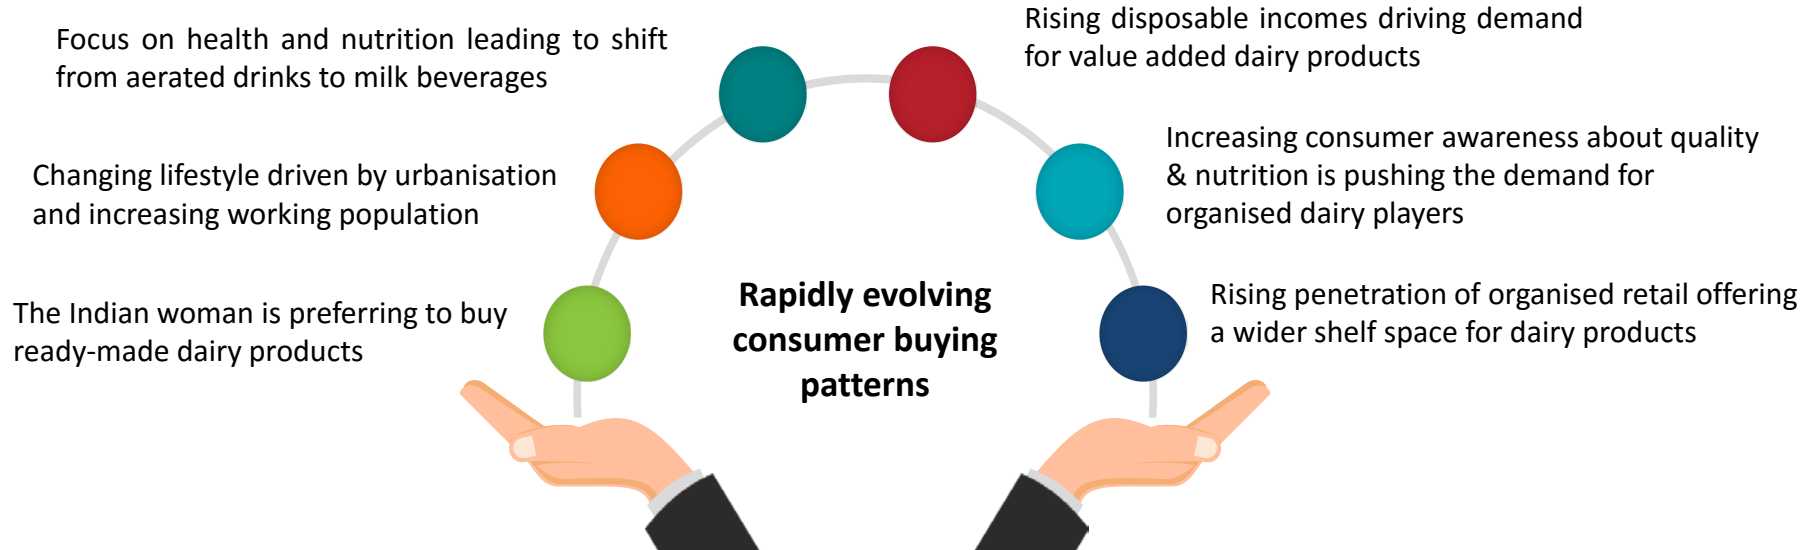 Focus on health and nutrition leading to shift
from aerated drinks to milk beverages
Changing lifestyle driven by urbanisation
and increasing working population
The Indian woman is preferring to buy
ready-made dairy products
Rapidly evolving
consumer buying
patterns
Rising disposable incomes driving demand
for value added dairy products
Increasing consumer awareness about quality
& nutrition is pushing the demand for
organised dairy players
Rising penetration of organised retail offering
a wider shelf space for dairy products